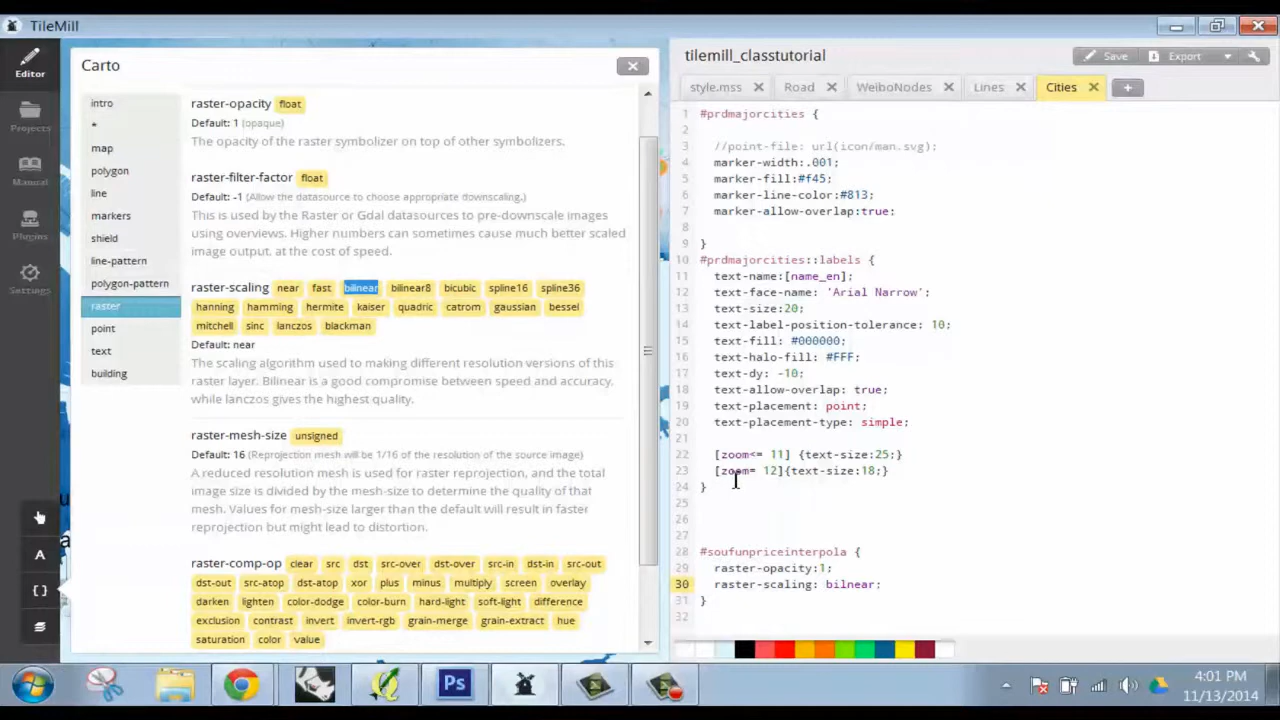 TileMill
Editor
Projects
Manual
Plugins
Settings
A
{ }
Carto
intro
*
map
polygon
line
markers
shield
line-pattern
polygon-pattern
raster
point
text
building
raster-opacity float
Default: 1 (opaque)
The opacity of the raster symbolizer on top of other symbolizers.
raster-filter-factor float
Default: -1 (Allow the datasource to choose appropriate downscaling.)
This is used by the Raster or Gdal datasources to pre-downscale images
using overviews. Higher numbers can sometimes cause much better scaled
image output, at the cost of speed.
raster-scaling near fast bilinear bilinear8 bicubic spline16 spline36
hanning hamming hermite kaiser quadric catrom gaussian bessel
mitchell sinc lanczos blackman
Default: near
The scaling algorithm used to making different resolution versions of this
raster layer. Bilinear is a good compromise between speed and accuracy,
while lanczos gives the highest quality.
raster-mesh-size unsigned
Default: 16 (Reprojection mesh will be 1/16 of the resolution of the source image)
A reduced resolution mesh is used for raster reprojection, and the total
image size is divided by the mesh-size to determine the quality of that
mesh. Values for mesh-size larger than the default will result in faster
reprojection but might lead to distortion.
raster-comp-op clear src dst src-over dst-over src-in dst-in src-out
dst-out src-atop dst-atop xor plus minus multiply screen overlay
darken lighten color-dodge color-burn hard-light soft-light difference
exclusion contrast invert invert-rgb grain-merge grain-extract hue
saturation color value
tilemill_classtutorial
Save Export
style.mss Road WeiboNodes Lines Cities +
1 #prdmajorcities {
2
3 //point-file: url(icon/man.svg);
4 marker-width:.001;
5 marker-fill:#f45;
6 marker-line-color:#813;
7 marker-allow-overlap:true;
8
9 }
10 #prdmajorcities::labels {
11 text-name:[name_en];
12 text-face-name: 'Arial Narrow';
13 text-size:20;
14 text-label-position-tolerance: 10;
15 text-fill: #000000;
16 text-halo-fill: #FFF;
17 text-dy: -10;
18 text-allow-overlap: true;
19 text-placement: point;
20 text-placement-type: simple;
21
22 [zoom<= 11] {text-size:25;}
23 [zoom= 12]{text-size:18;}
24 }
25
26
27
28 #soufunpriceinterpola {
29 raster-opacity:1;
30 raster-scaling: bilnear;
31 }
32
Ps
4:01 PM
11/13/2014